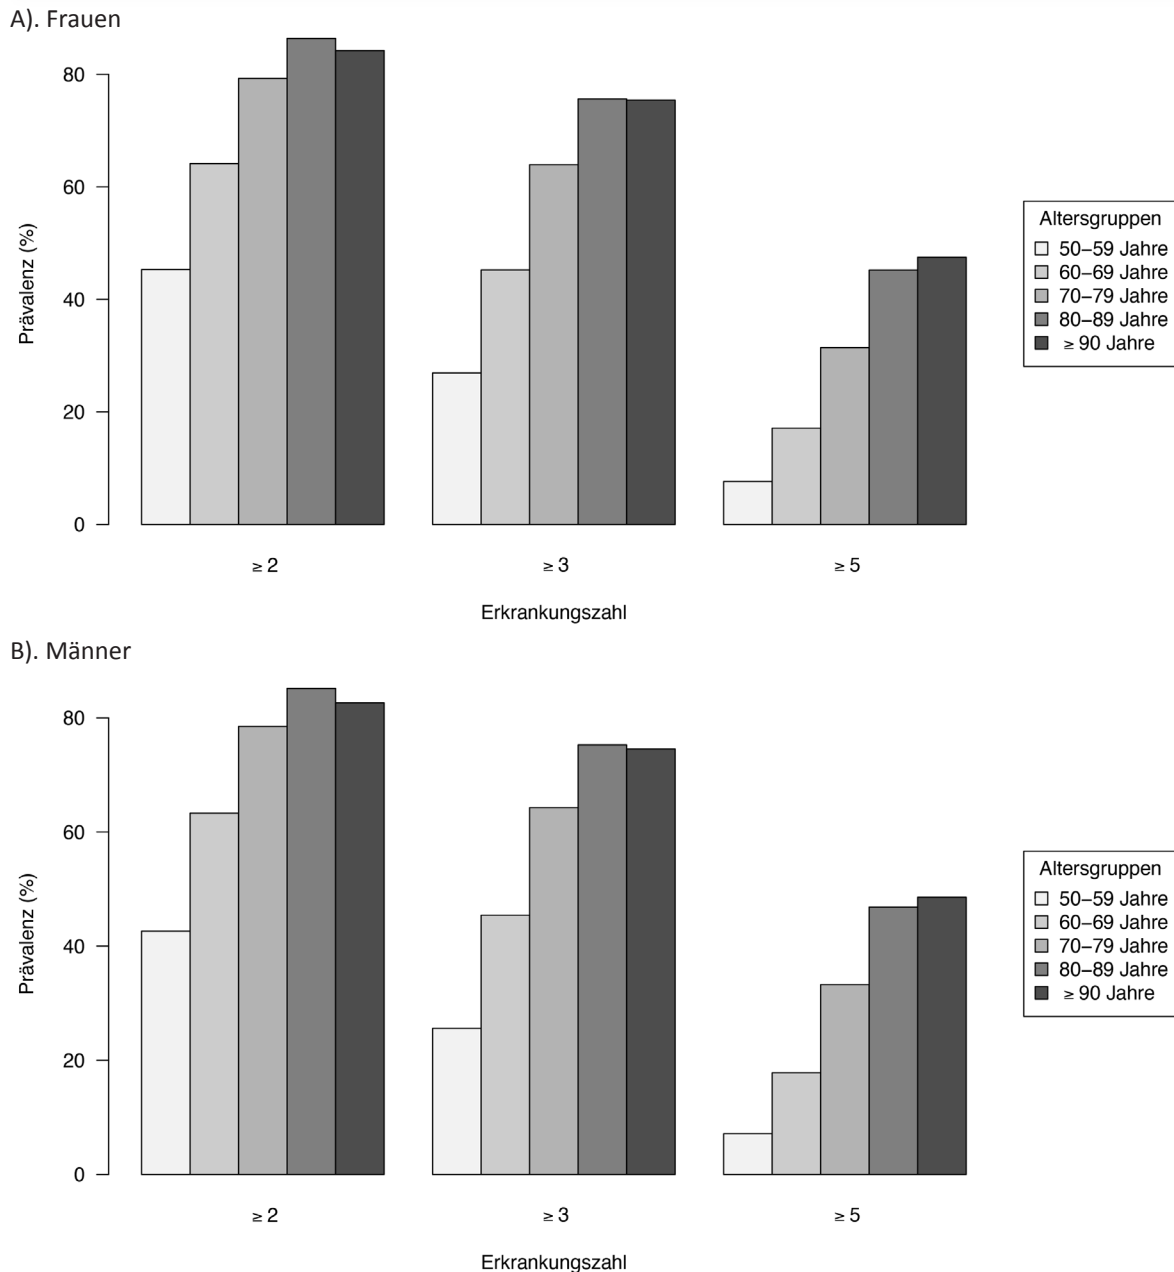 A). Frauen
80
60
40
20
0
Prävalenz (%)
≥ 2
≥ 3
≥ 5
Erkrankungszahl
Altersgruppen
50–59 Jahre
60–69 Jahre
70–79 Jahre
80–89 Jahre
≥ 90 Jahre
B). Männer
80
60
40
20
0
Prävalenz (%)
≥ 2
≥ 3
≥ 5
Erkrankungszahl
Altersgruppen
50–59 Jahre
60–69 Jahre
70–79 Jahre
80–89 Jahre
≥ 90 Jahre